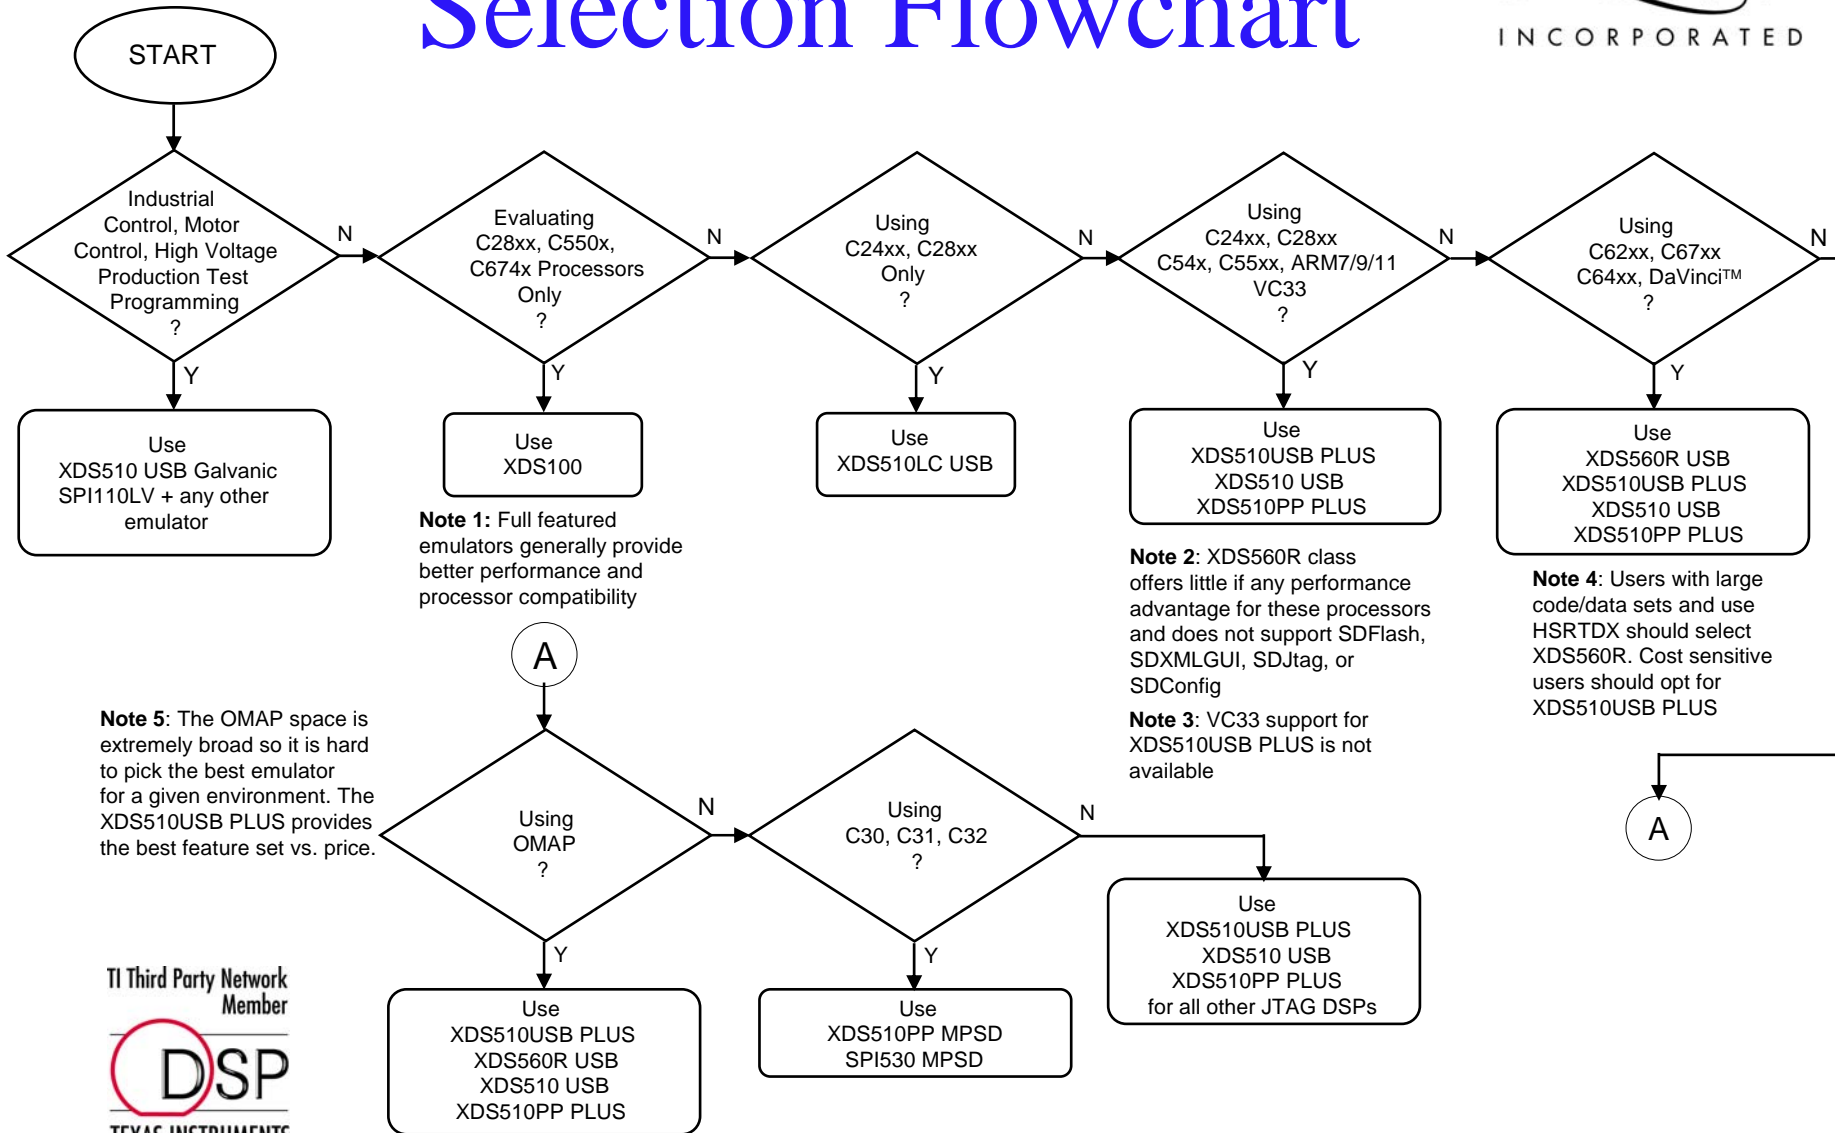 Selection Flowchart
INCORPORATED
START
Industrial
Control, Motor
Control, High Voltage
Production Test
Programming
?
N
Y
Evaluating
C28xx, C550x,
C674x Processors
Only
?
N
Y
Using
C24xx, C28xx
Only
?
N
Y
Using
C24xx, C28xx
C54x, C55xx, ARM7/9/11
VC33
?
N
Y
Using
C62xx, C67xx
C64xx, DaVinci™
?
N
Y
Use
XDS510 USB Galvanic
SPI110LV + any other
emulator
Use
XDS100
Use
XDS510LC USB
Use
XDS510USB PLUS
XDS510 USB
XDS510PP PLUS
Use
XDS560R USB
XDS510USB PLUS
XDS510 USB
XDS510PP PLUS
Note 1: Full featured
emulators generally provide
better performance and
processor compatibility
Note 2: XDS560R class
offers little if any performance
advantage for these processors
and does not support SDFlash,
SDXMLGUI, SDJtag, or
SDConfig
Note 3: VC33 support for
XDS510USB PLUS is not
available
Note 4: Users with large
code/data sets and use
HSRTDX should select
XDS560R. Cost sensitive
users should opt for
XDS510USB PLUS
A
A
Note 5: The OMAP space is
extremely broad so it is hard
to pick the best emulator
for a given environment. The
XDS510USB PLUS provides
the best feature set vs. price.
Using
OMAP
?
N
Y
Using
C30, C31, C32
?
N
Y
Use
XDS510USB PLUS
XDS560R USB
XDS510 USB
XDS510PP PLUS
Use
XDS510PP MPSD
SPI530 MPSD
Use
XDS510USB PLUS
XDS510 USB
XDS510PP PLUS
for all other JTAG DSPs
TI Third Party Network
Member
DSP
TEXAS INSTRUMENTS